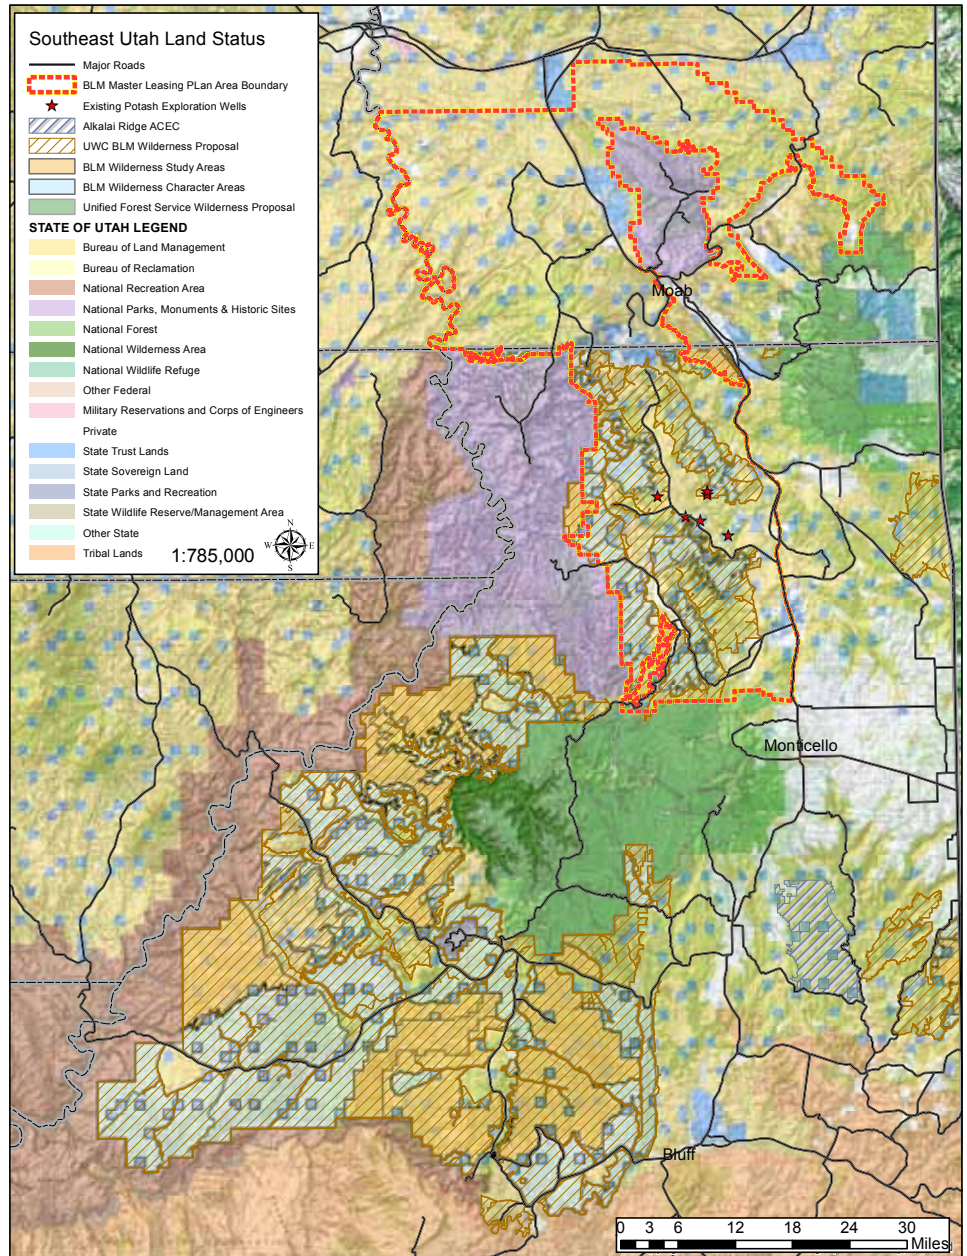 Southeast Utah Land Status
Major Roads
BLM Master Leasing PLan Area Boundary
Existing Potash Exploration Wells
Alkalai Ridge ACEC
UWC BLM Wilderness Proposal
BLM Wilderness Study Areas
BLM Wilderness Character Areas
Unified Forest Service Wilderness Proposal
STATE OF UTAH LEGEND
Bureau of Land Management
Bureau of Reclamation
National Recreation Area
National Parks, Monuments & Historic Sites
National Forest
National Wilderness Area
National Wildlife Refuge
Other Federal
Military Reservations and Corps of Engineers
Private
State Trust Lands
State Sovereign Land
State Parks and Recreation
State Wildlife Reserve/Management Area
Other State
Tribal Lands
1:785,000
N
W E
S
Moab
Monticello
Bluff
0 3 6 12 18 24 30
Miles